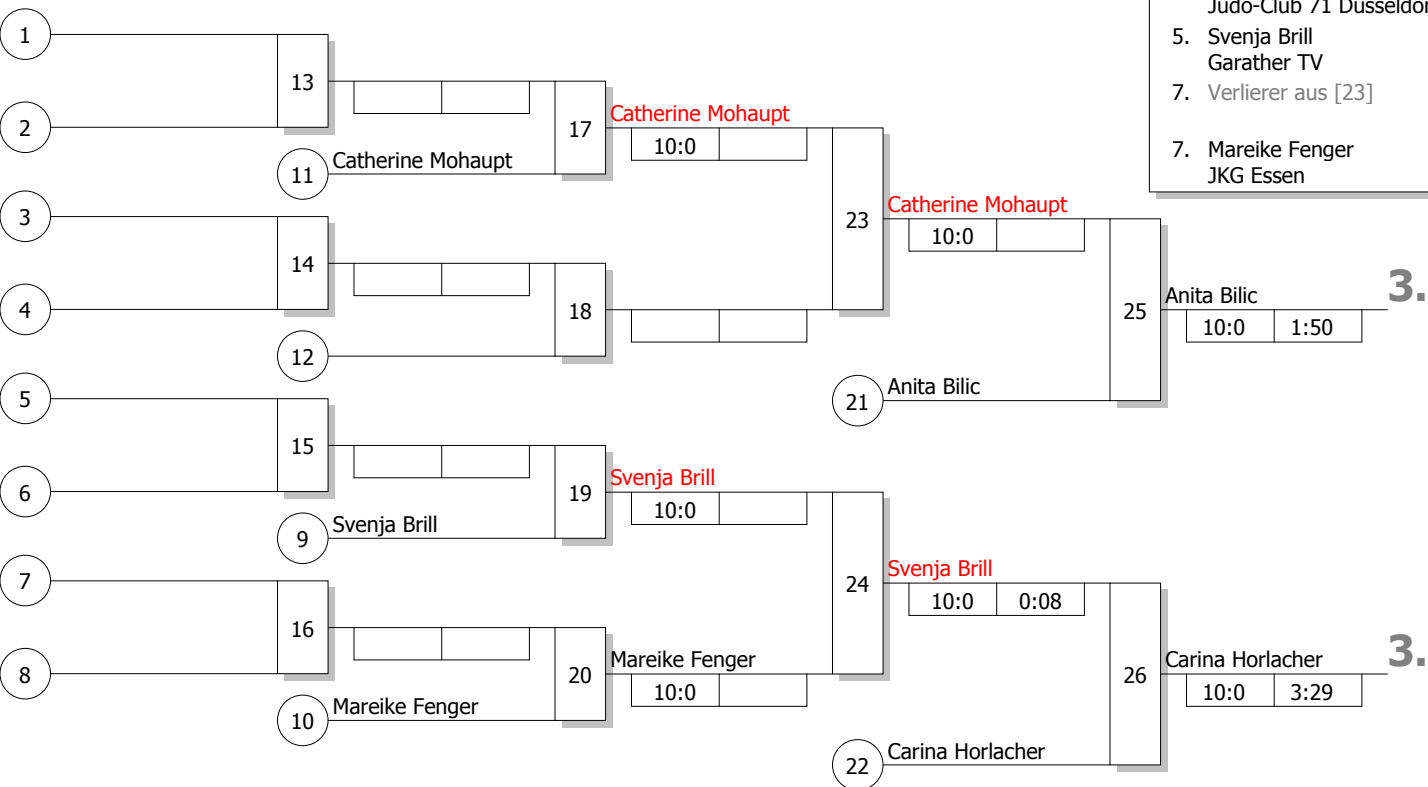 Judo-Club 71 Düsseldor
5. Svenja Brill
Garather TV
7. Verlierer aus [23]
7. Mareike Fenger
JKG Essen
1
13
2
17
Catherine Mohaupt
10:0
11
Catherine Mohaupt
3
14
4
18
12
23
Catherine Mohaupt
10:0
25
Anita Bilic
10:0 1:50
3.
21
Anita Bilic
5
15
6
19
Svenja Brill
10:0
9
Svenja Brill
7
16
8
20
Mareike Fenger
10:0
10
Mareike Fenger
24
Svenja Brill
10:0 0:08
26
Carina Horlacher
10:0 3:29
3.
22
Carina Horlacher